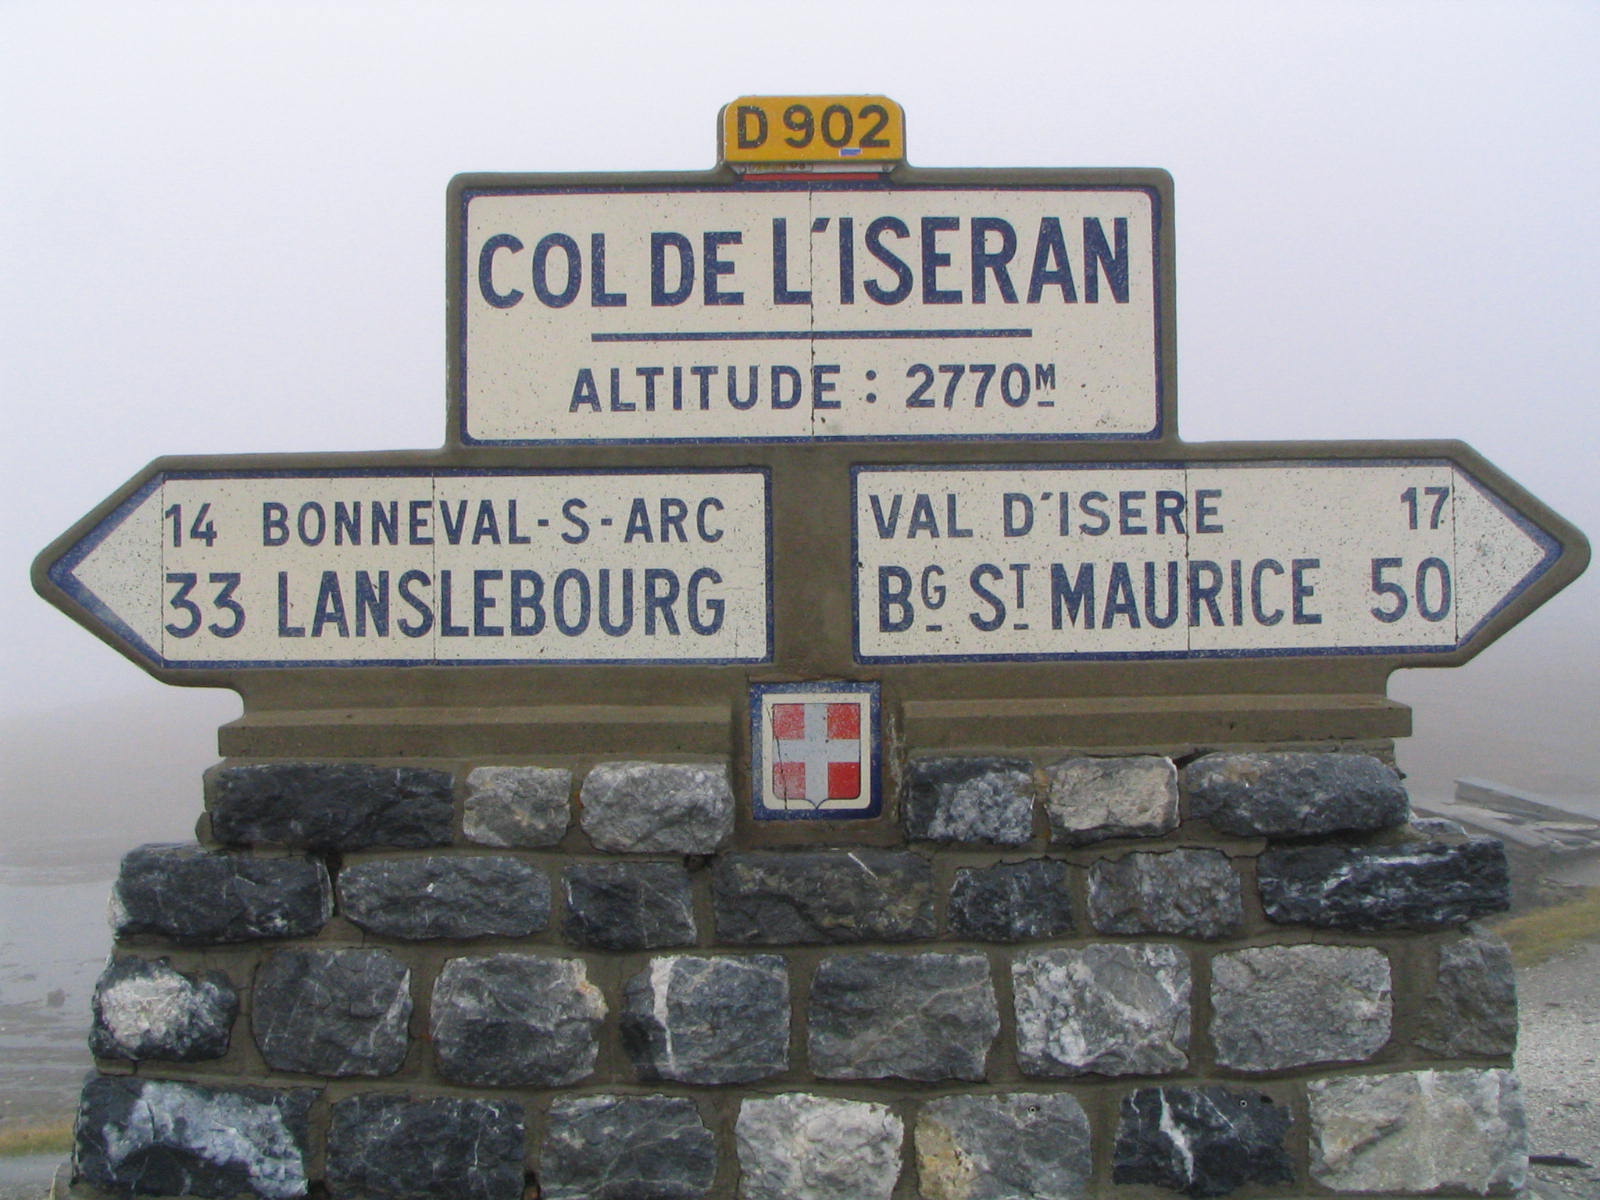 D 902
COL DE L'ISERAN
ALTITUDE : 2770M
14 BONNEVAL-S-ARC
33 LANSLEBOURG
VAL D'ISERE 17
BG ST MAURICE 50